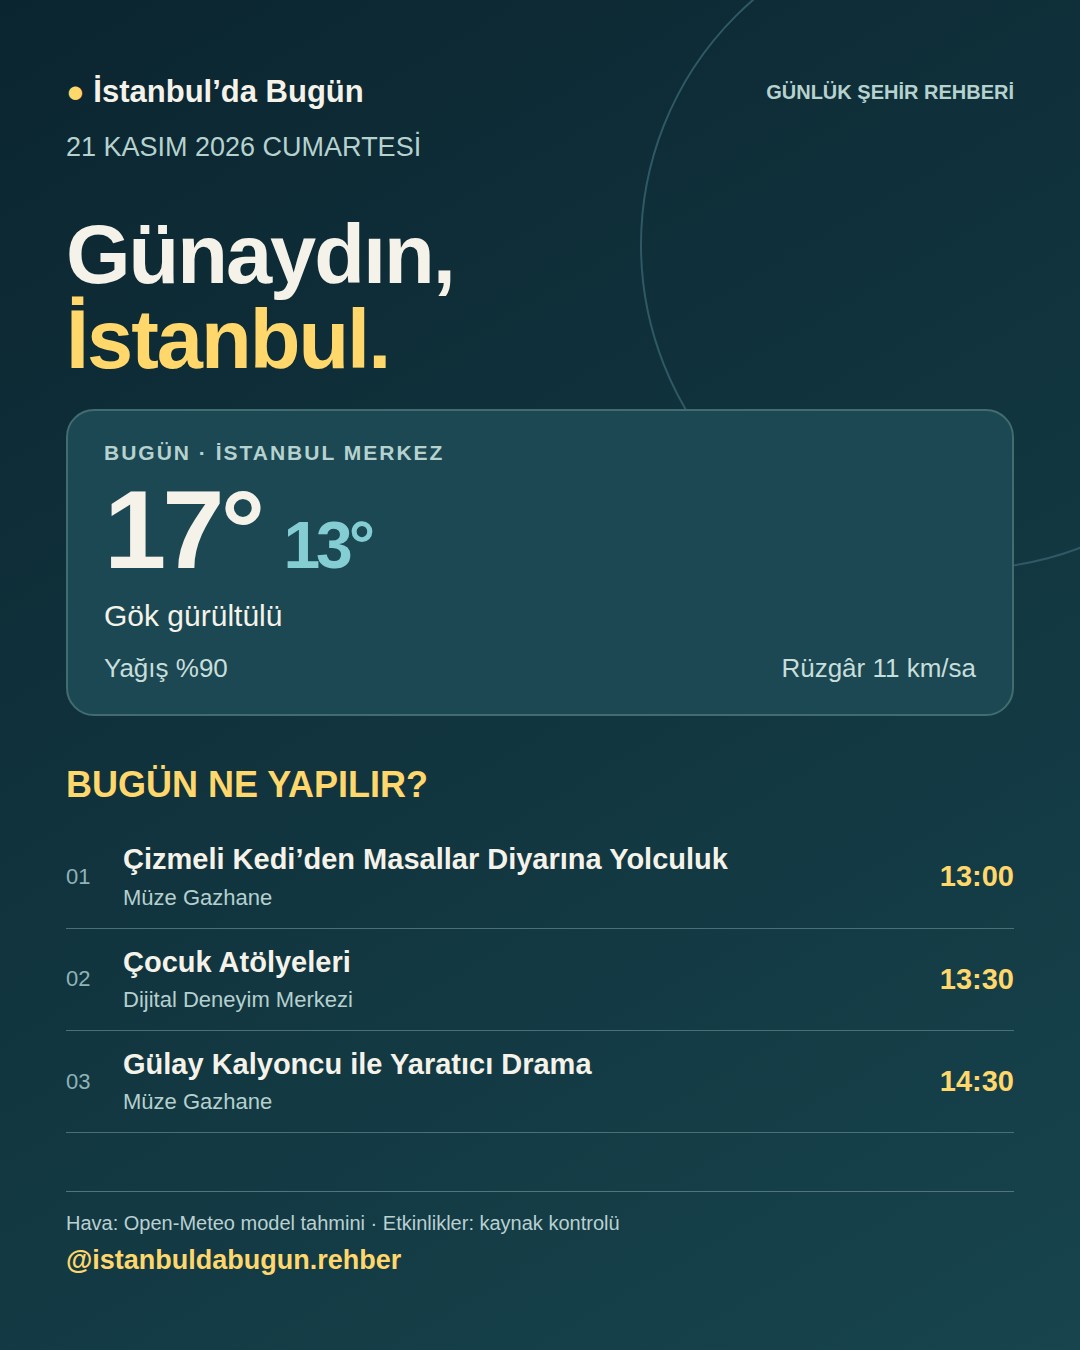 ● İstanbul’da Bugün
GÜNLÜK ŞEHİR REHBERİ
21 KASIM 2026 CUMARTESİ
Günaydın,
İstanbul.
BUGÜN · İSTANBUL MERKEZ
17° 13°
Gök gürültülü
Yağış %90
Rüzgâr 11 km/sa
BUGÜN NE YAPILIR?
01
Çizmeli Kedi’den Masallar Diyarına Yolculuk
Müze Gazhane
13:00
02
Çocuk Atölyeleri
Dijital Deneyim Merkezi
13:30
03
Gülay Kalyoncu ile Yaratıcı Drama
Müze Gazhane
14:30
Hava: Open-Meteo model tahmini · Etkinlikler: kaynak kontrolü
@istanbuldabugun.rehber